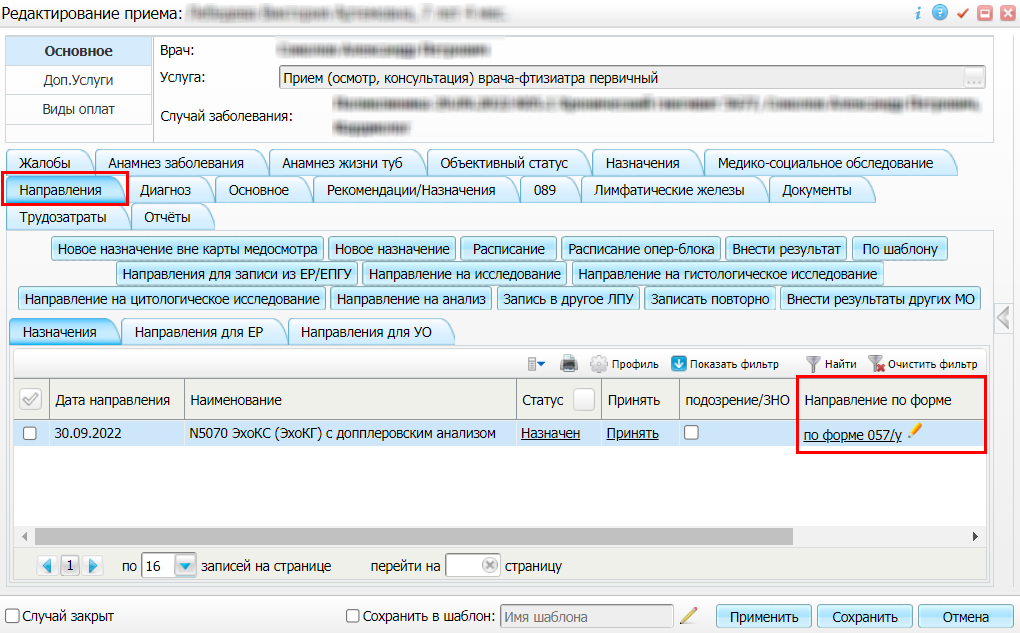 Редактирование приема:
Основное
Доп.Услуги
Виды оплат
Врач:
Услуга: Прием (осмотр, консультация) врача-фтизиатра первичный ...
Случай заболевания:
Жалобы Анамнез заболевания Анамнез жизни туб Объективный статус Назначения Медико-социальное обследование
Направления Диагноз Основное Рекомендации/Назначения 089 Лимфатические железы Документы
Трудозатраты Отчёты
Новое назначение вне карты медосмотра Новое назначение Расписание Расписание опер-блока Внести результат По шаблону
Направления для записи из ЕР/ЕПГУ Направление на исследование Направление на гистологическое исследование
Направление на цитологическое исследование Направление на анализ Запись в другое ЛПУ Записать повторно Внести результаты других МО
Назначения Направления для ЕР Направления для УО
Профиль Показать фильтр Найти Очистить фильтр
Дата направления Наименование Статус Принять подозрение/ЗНО Направление по форме
30.09.2022 N5070 ЭхоКС (ЭхоКГ) с допплеровским анализом Назначен Принять по форме 057/у
1 по 16 записей на странице перейти на страницу
Случай закрыт Сохранить в шаблон: Имя шаблона Применить Сохранить Отмена